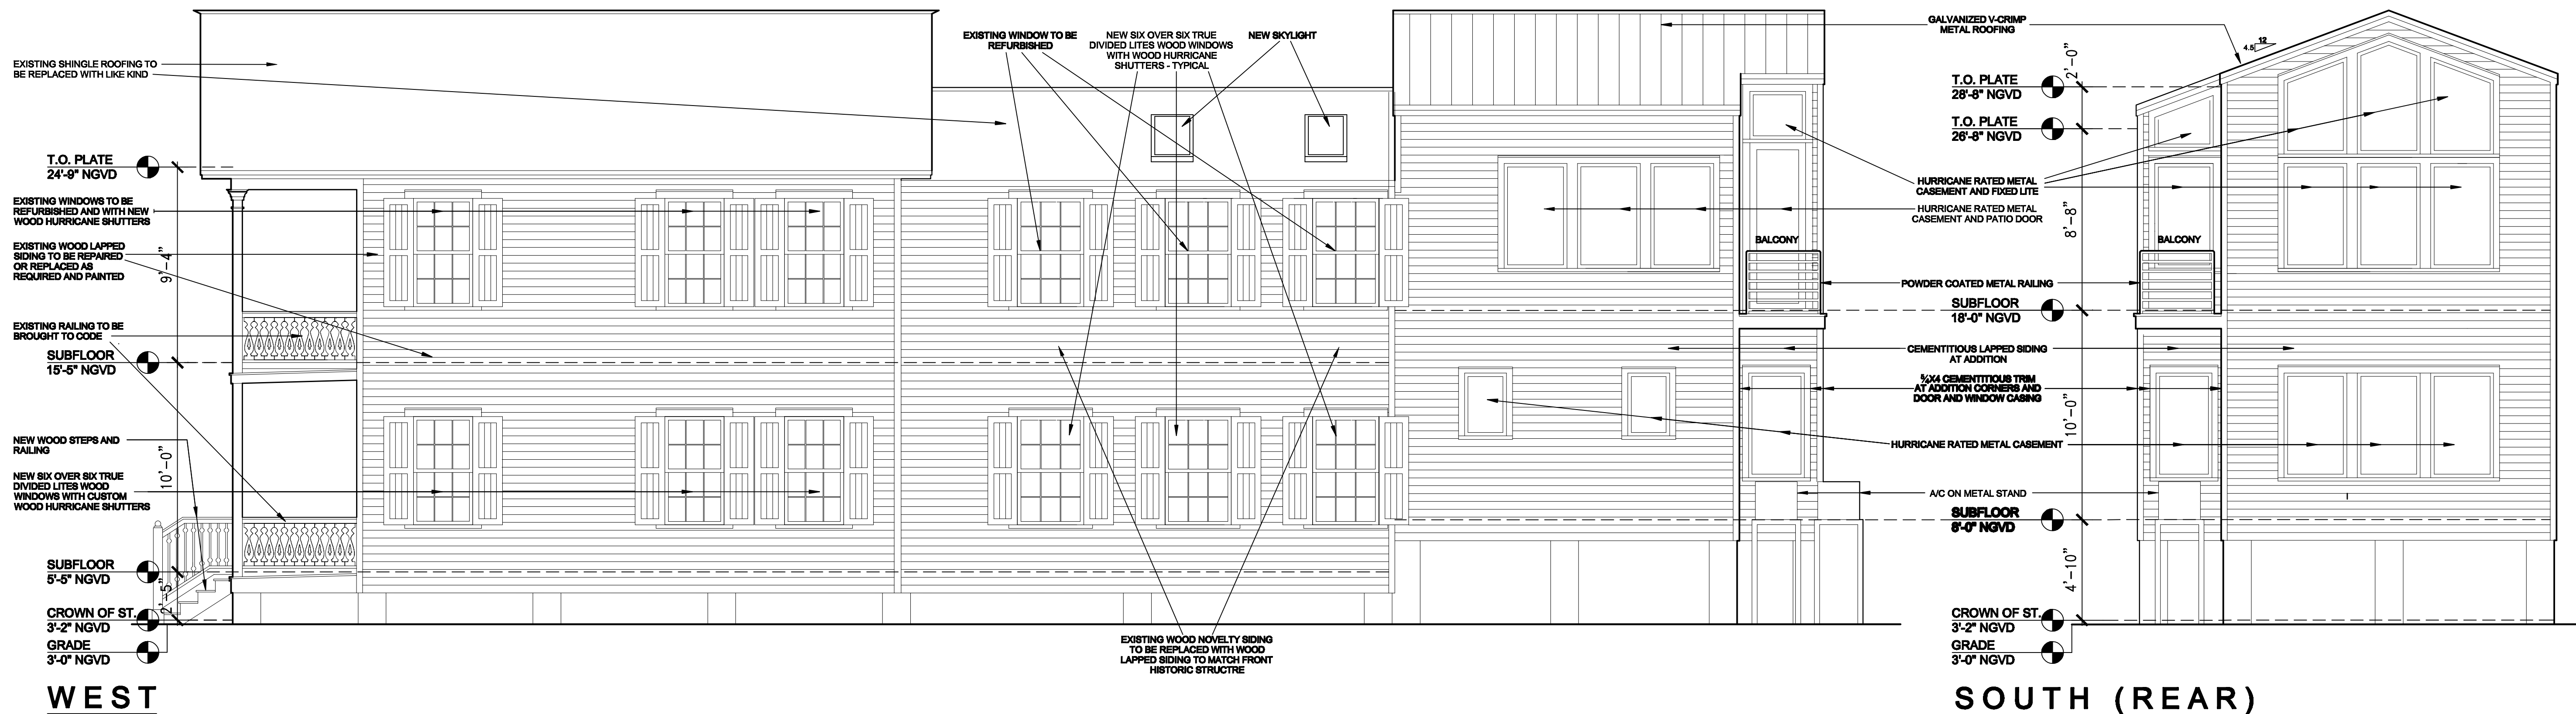 EXISTING SHINGLE ROOFING TO
BE REPLACED WITH LIKE KIND
T.O. PLATE
24'-9" NGVD
EXISTING WINDOWS TO BE
REFURBISHED AND WITH NEW
WOOD HURRICANE SHUTTERS
EXISTING WOOD LAPPED
SIDING TO BE REPAIRED
OR REPLACED AS
REQUIRED AND PAINTED
9'-4"
EXISTING RAILING TO BE
BROUGHT TO CODE
SUBFLOOR
15'-5" NGVD
NEW WOOD STEPS AND
RAILING
10'-0"
NEW SIX OVER SIX TRUE
DIVIDED LITES WOOD
WINDOWS WITH CUSTOM
WOOD HURRICANE SHUTTERS
SUBFLOOR
5'-5" NGVD
2'-5"
CROWN OF ST.
3'-2" NGVD
GRADE
3'-0" NGVD
WEST
EXISTING WINDOW TO BE
REFURBISHED
NEW SIX OVER SIX TRUE
DIVIDED LITES WOOD WINDOWS
WITH WOOD HURRICANE
SHUTTERS - TYPICAL
NEW SKYLIGHT
EXISTING WOOD NOVELTY SIDING
TO BE REPLACED WITH WOOD
LAPPED SIDING TO MATCH FRONT
HISTORIC STRUCTRE
BALCONY
GALVANIZED V-CRIMP
METAL ROOFING
12
4.5
2'-0"
T.O. PLATE
28'-8" NGVD
T.O. PLATE
26'-8" NGVD
HURRICANE RATED METAL
CASEMENT AND FIXED LITE
HURRICANE RATED METAL
CASEMENT AND PATIO DOOR
8'-8"
BALCONY
POWDER COATED METAL RAILING
SUBFLOOR
18'-0" NGVD
CEMENTITIOUS LAPPED SIDING
AT ADDITION
5/4X4 CEMENTITIOUS TRIM
AT ADDITION CORNERS AND
DOOR AND WINDOW CASING
10'-0"
HURRICANE RATED METAL CASEMENT
A/C ON METAL STAND
SUBFLOOR
8'-0" NGVD
4'-10"
CROWN OF ST.
3'-2" NGVD
GRADE
3'-0" NGVD
SOUTH (REAR)